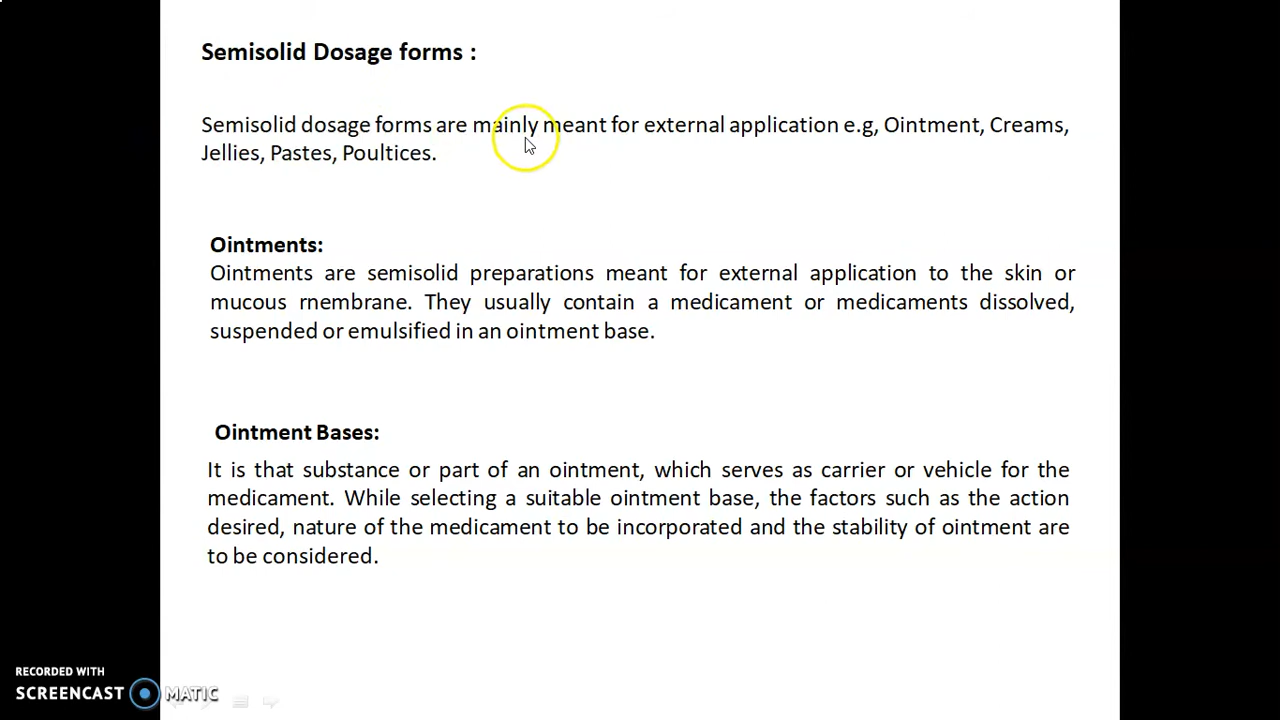 Semisolid Dosage forms :
Semisolid dosage forms are mainly meant for external application e.g, Ointment, Creams,
Jellies, Pastes, Poultices.
Ointments:
Ointments are semisolid preparations meant for external application to the skin or
mucous rnembrane. They usually contain a medicament or medicaments dissolved,
suspended or emulsified in an ointment base.
Ointment Bases:
It is that substance or part of an ointment, which serves as carrier or vehicle for the
medicament. While selecting a suitable ointment base, the factors such as the action
desired, nature of the medicament to be incorporated and the stability of ointment are
to be considered.
RECORDED WITH
SCREENCAST MATIC